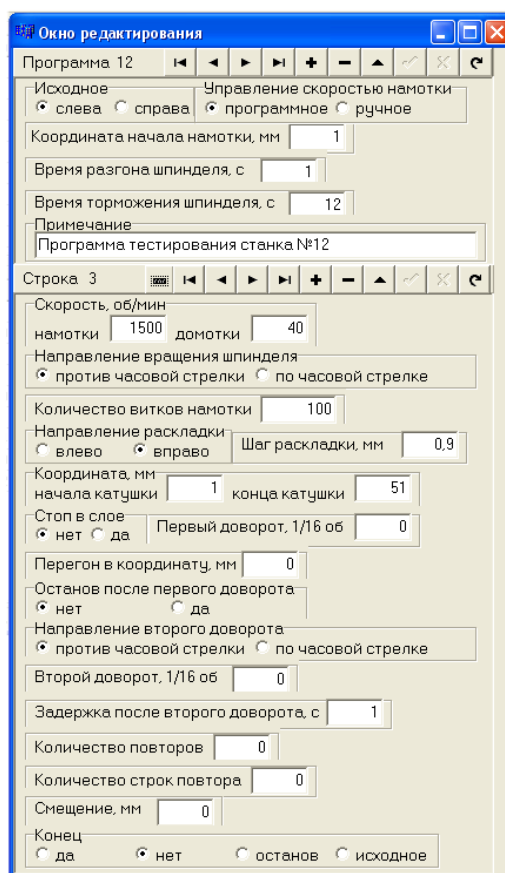 Окно редактирования
Программа 12
Исходное Управление скоростью намотки
слева справа программное ручное
Координата начала намотки, мм 1
Время разгона шпинделя, с 1
Время торможения шпинделя, с 12
Примечание
Программа тестирования станка №12
Строка 3
Скорость, об/мин
намотки 1500 домотки 40
Направление вращения шпинделя
против часовой стрелки по часовой стрелке
Количество витков намотки 100
Направление раскладки
влево вправо Шаг раскладки, мм 0,9
Координата, мм
начала катушки 1 конца катушки 51
Стоп в слое
нет да Первый доворот, 1/16 об 0
Перегон в координату, мм 0
Останов после первого доворота
нет да
Направление второго доворота
против часовой стрелки по часовой стрелке
Второй доворот, 1/16 об 0
Задержка после второго доворота, с 1
Количество повторов 0
Количество строк повтора 0
Смещение, мм 0
Конец
да нет останов исходное